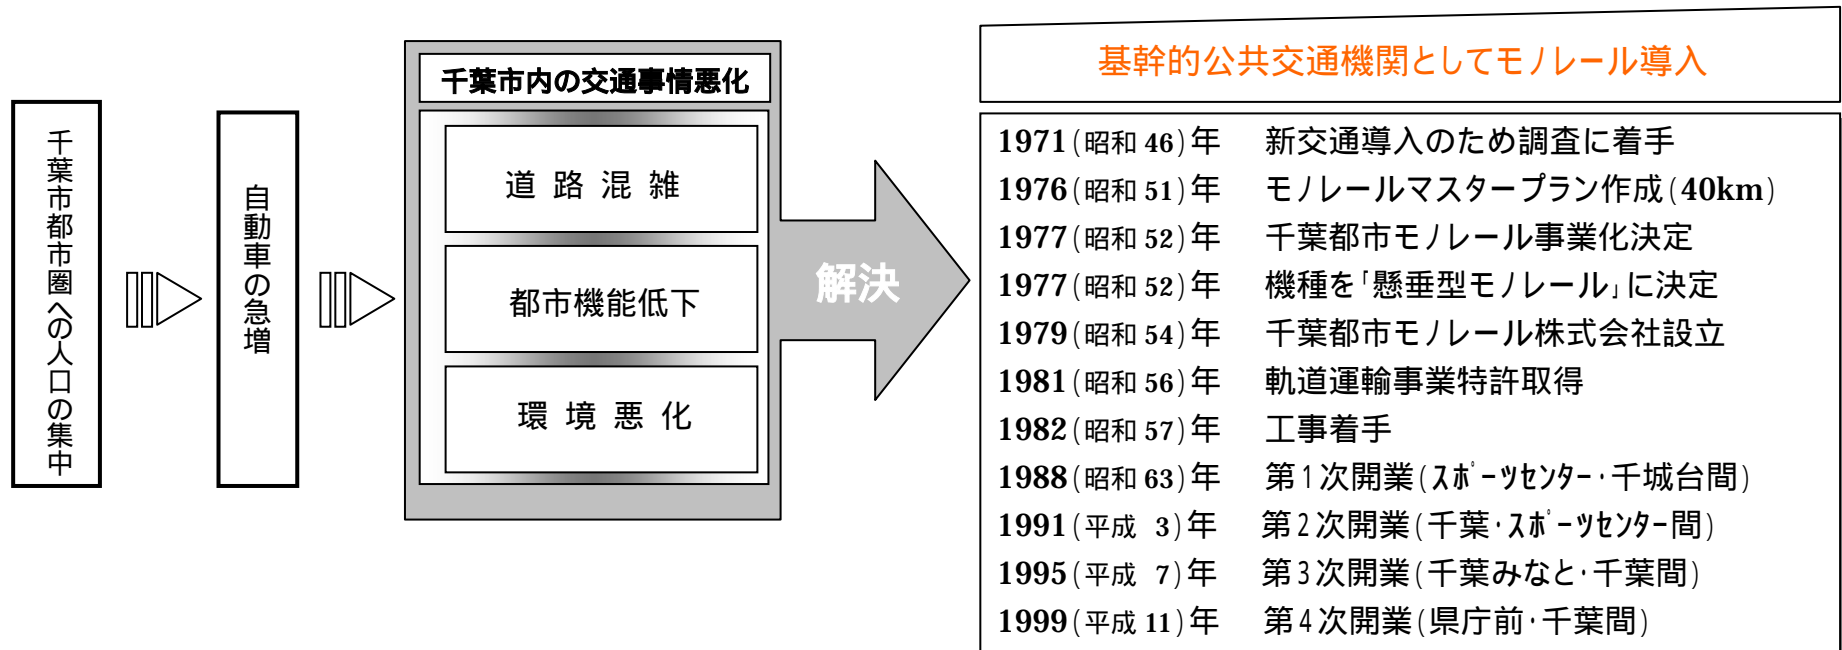 千葉市都市圏への人口の集中
自動車の急増
千葉市内の交通事情悪化
道路混雑
都市機能低下
環境悪化
解決
基幹的公共交通機関としてモノレール導入
1971(昭和 46)年 新交通導入のため調査に着手
1976(昭和 51)年 モノレールマスタープラン作成(40km)
1977(昭和 52)年 千葉都市モノレール事業化決定
1977(昭和 52)年 機種を「懸垂型モノレール」に決定
1979(昭和 54)年 千葉都市モノレール株式会社設立
1981(昭和 56)年 軌道運輸事業特許取得
1982(昭和 57)年 工事着手
1988(昭和 63)年 第1次開業(スポーツセンター・千城台間)
1991(平成 3)年 第2次開業(千葉・スポーツセンター間)
1995(平成 7)年 第3次開業(千葉みなと・千葉間)
1999(平成 11)年 第4次開業(県庁前・千葉間)